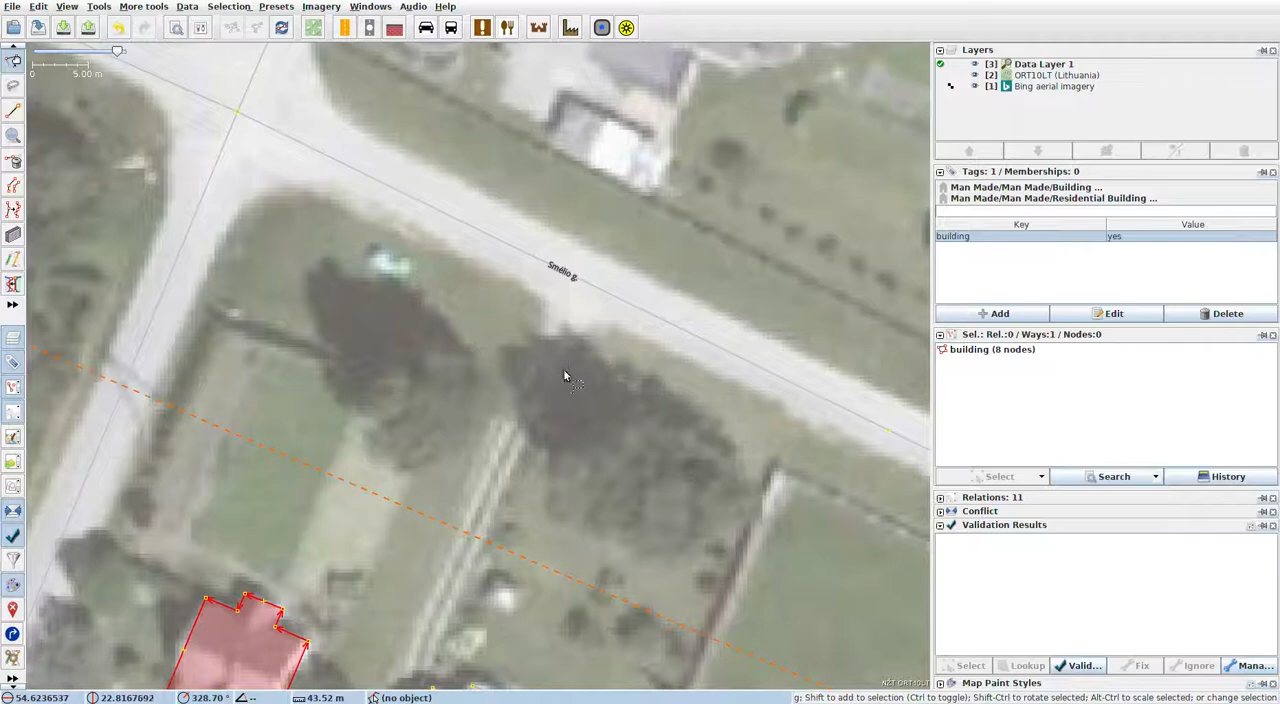 File Edit View Tools More tools Data Selection Presets Imagery Windows Audio Help
0 5.00 m
Smėlio g.
NŽT ORT10LT
Layers
[3] Data Layer 1
[2] ORT10LT (Lithuania)
[1] Bing aerial imagery
Tags: 1 / Memberships: 0
Man Made/Man Made/Building ...
Man Made/Man Made/Residential Building ...
Key Value
building yes
Add Edit Delete
Sel.: Rel.:0 / Ways:1 / Nodes:0
building (8 nodes)
Select Search History
Relations: 11
Conflict
Validation Results
Select Lookup Valid... Fix Ignore Mana...
Map Paint Styles
54.6236537 22.8167692 328.70 ° -- 43.52 m (no object) g; Shift to add to selection (Ctrl to toggle); Shift-Ctrl to rotate selected; Alt-Ctrl to scale selected; or change selection